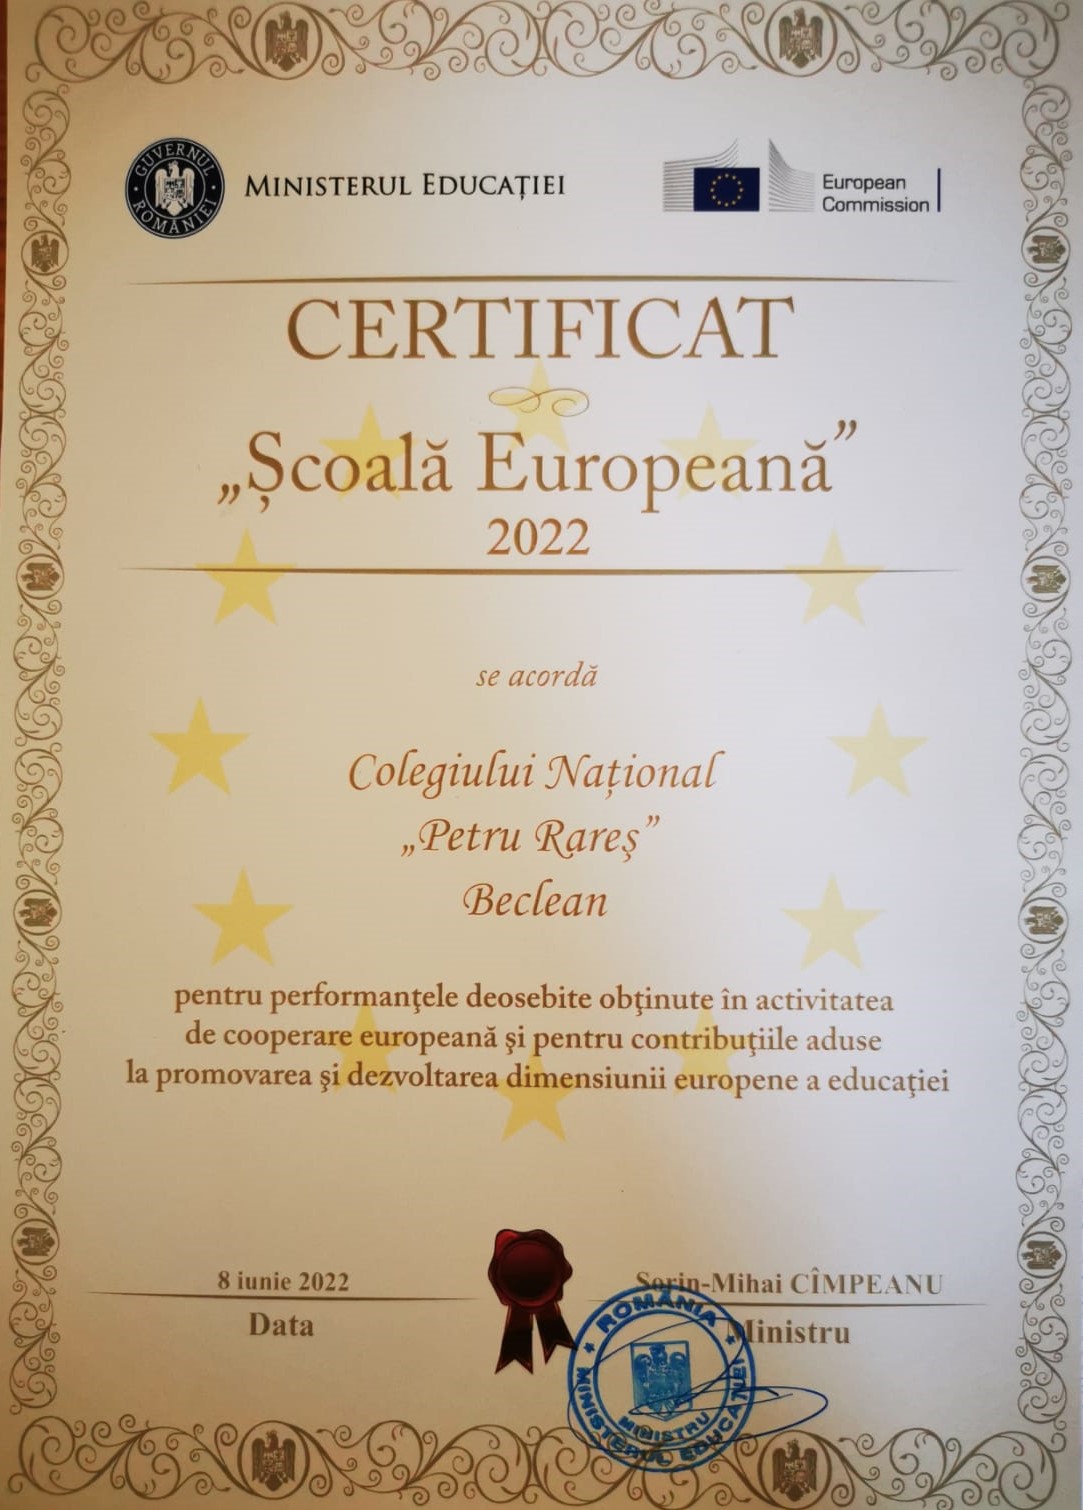 GUVERNUL ROMÂNIEI
MINISTERUL EDUCAȚIEI
European
Commission
CERTIFICAT
„Școală Europeană”
2022
se acordă
Colegiului Național
„Petru Rareș”
Beclean
pentru performanţele deosebite obţinute în activitatea
de cooperare europeană şi pentru contribuţiile aduse
la promovarea şi dezvoltarea dimensiunii europene a educaţiei
8 iunie 2022
Data
Sorin-Mihai CÎMPEANU
Ministru
ROMÂNIA
MINISTERUL EDUCAȚIEI
MINISTRU